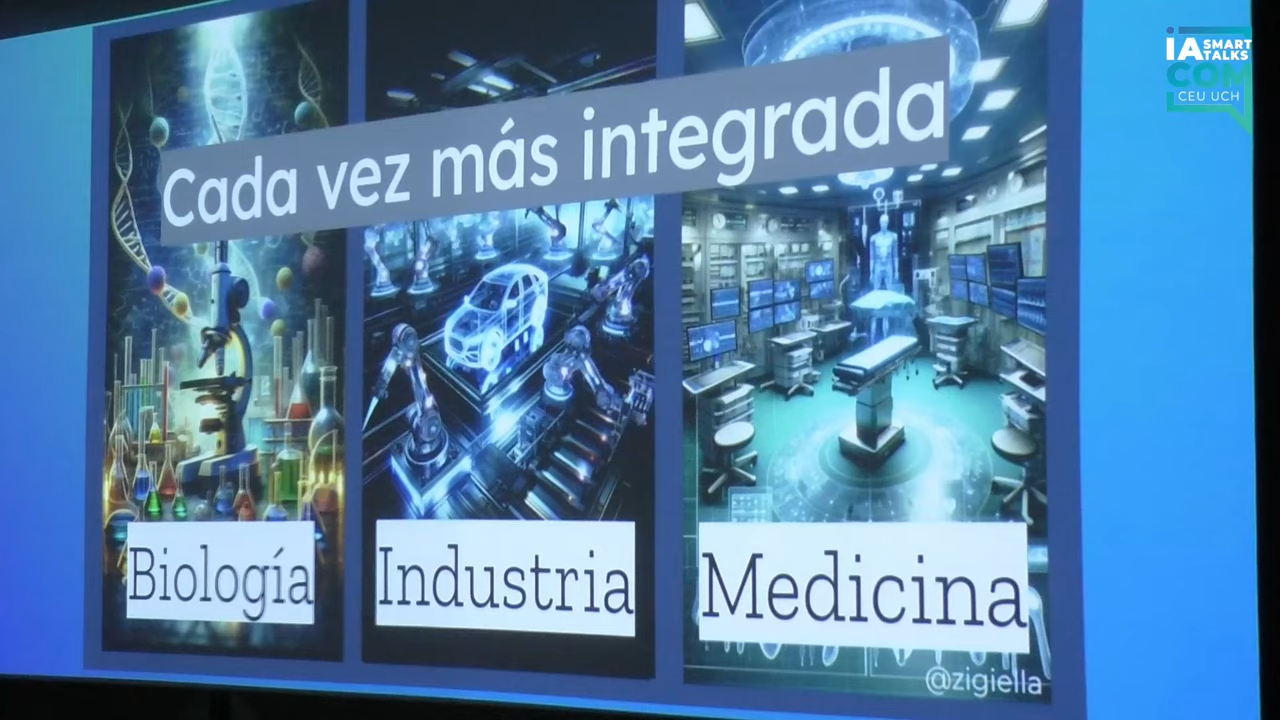 Cada vez más integrada
Biología
Industria
Medicina
@zigiella
iA SMART
TALKS
COM
CEU UCH